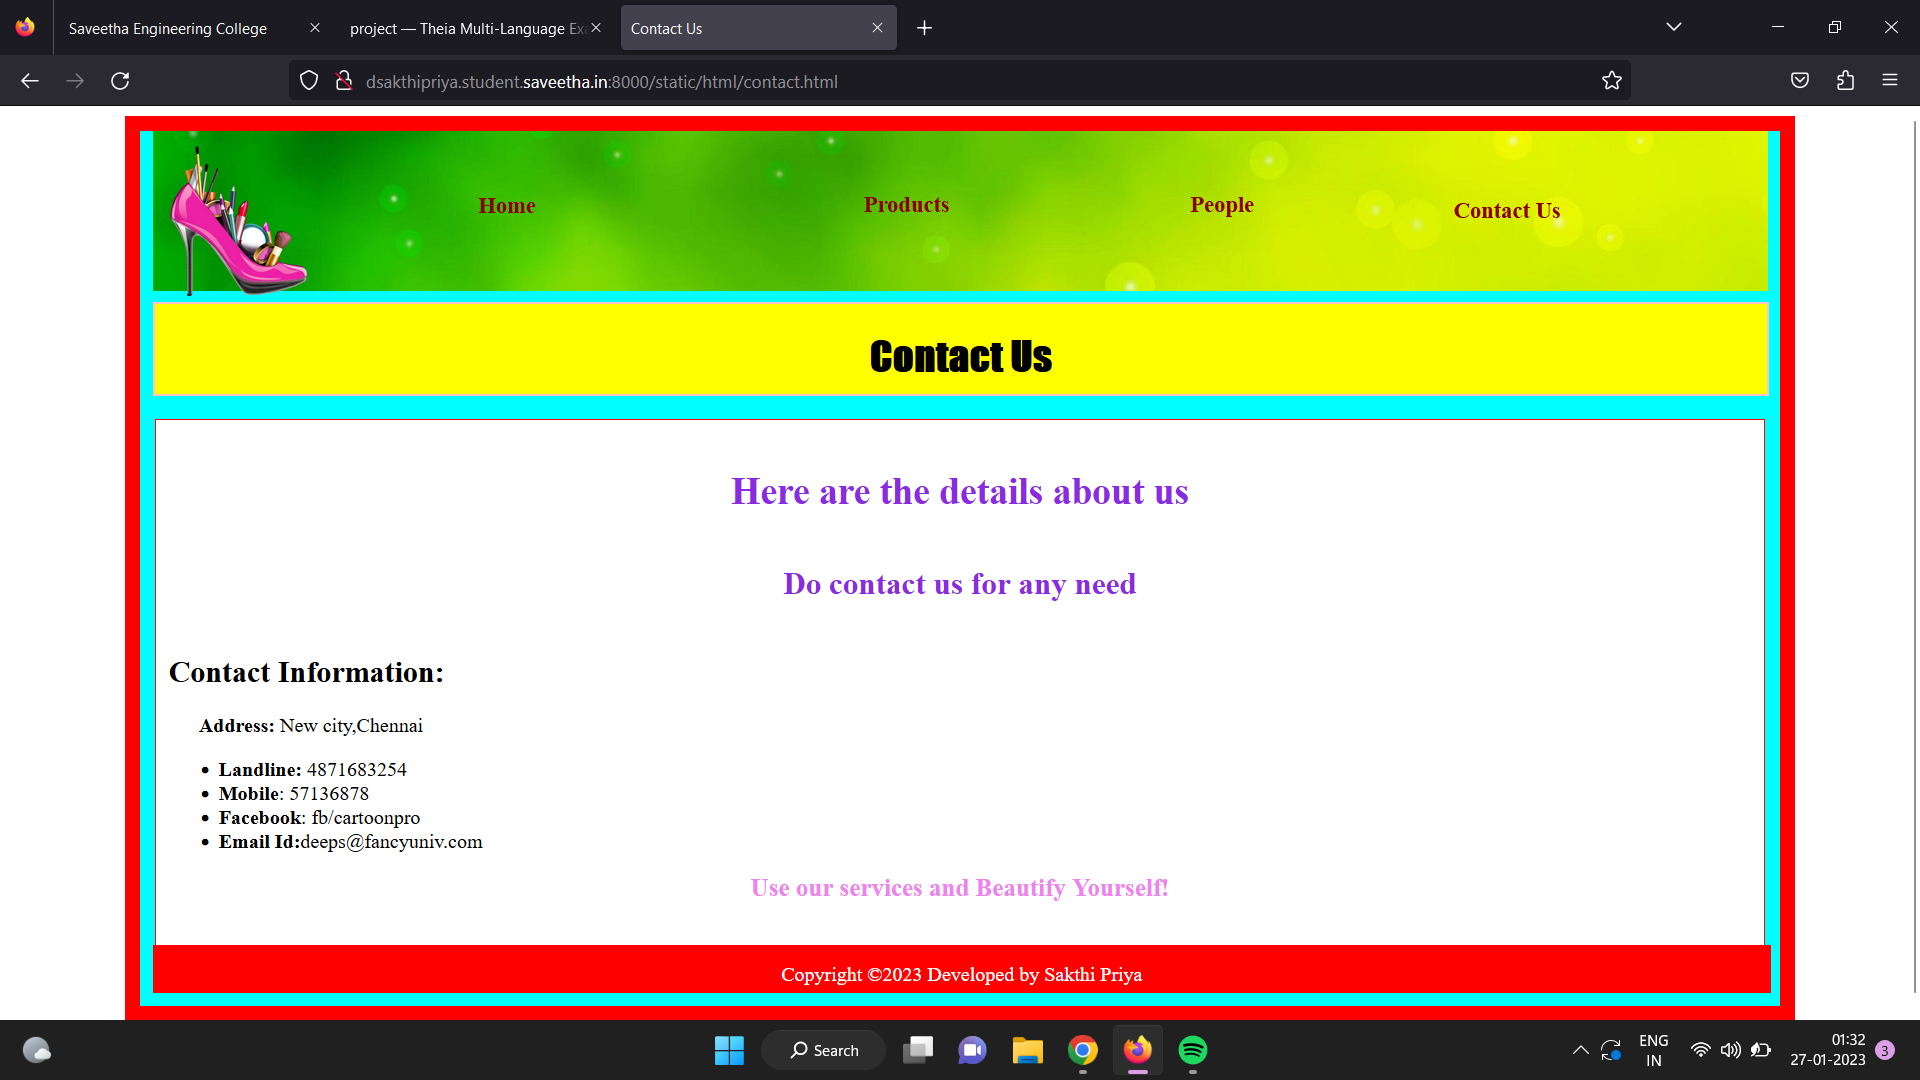 Saveetha Engineering College
project — Theia Multi-Language Ex
Contact Us
dsakthipriya.student.saveetha.in:8000/static/html/contact.html
Home
Products
People
Contact Us
Contact Us
Here are the details about us
Do contact us for any need
Contact Information:
Address: New city,Chennai
• Landline: 4871683254
• Mobile: 57136878
• Facebook: fb/cartoonpro
• Email Id:deeps@fancyuniv.com
Use our services and Beautify Yourself!
Copyright ©2023 Developed by Sakthi Priya
Search
ENG
IN
01:32
27-01-2023
3